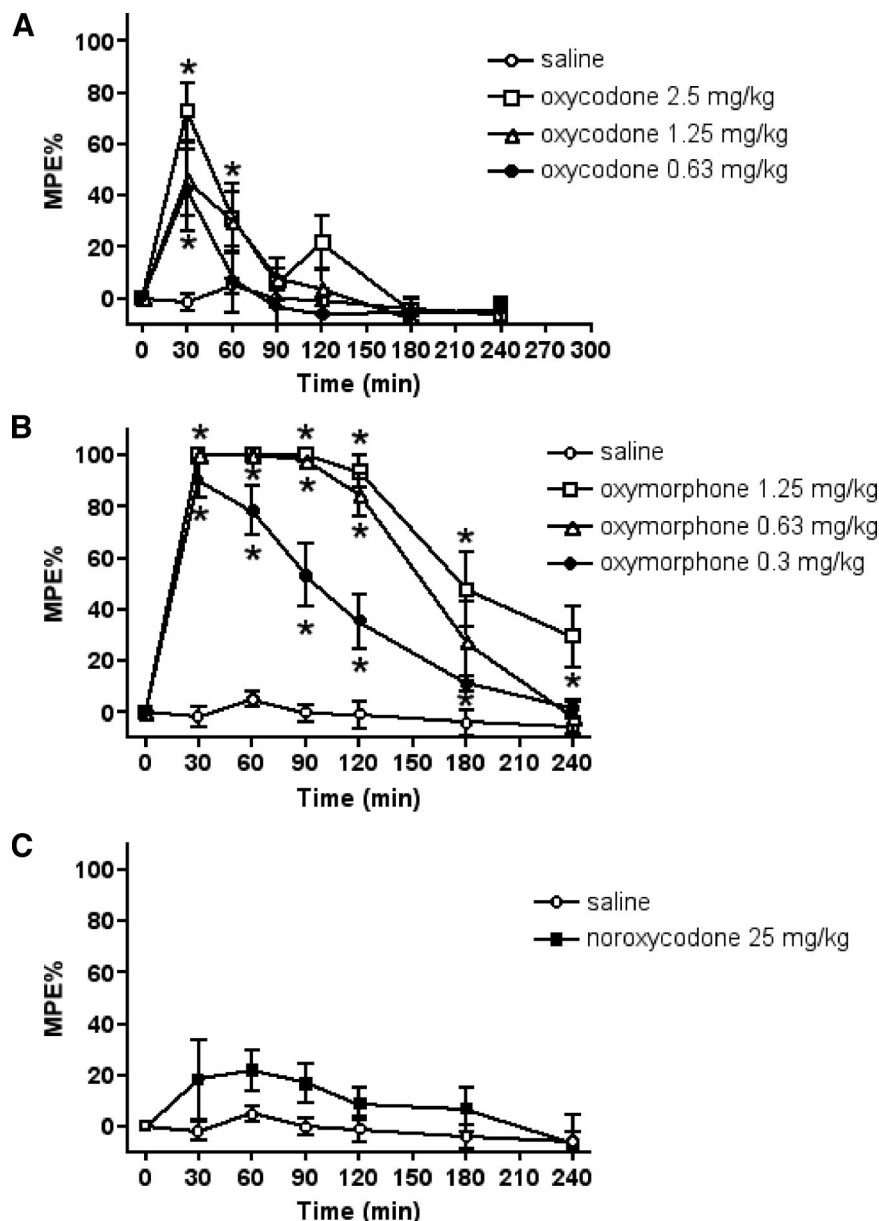 A
MPE%
100
80
60
40
20
0
* * *
saline
oxycodone 2.5 mg/kg
oxycodone 1.25 mg/kg
oxycodone 0.63 mg/kg
0 30 60 90 120 150 180 210 240 270 300
Time (min)
B
MPE%
100
80
60
40
20
0
* * * * * * * * * * * * *
saline
oxymorphone 1.25 mg/kg
oxymorphone 0.63 mg/kg
oxymorphone 0.3 mg/kg
0 30 60 90 120 150 180 210 240
Time (min)
C
MPE%
100
80
60
40
20
0
saline
noroxycodone 25 mg/kg
0 30 60 90 120 150 180 210 240
Time (min)